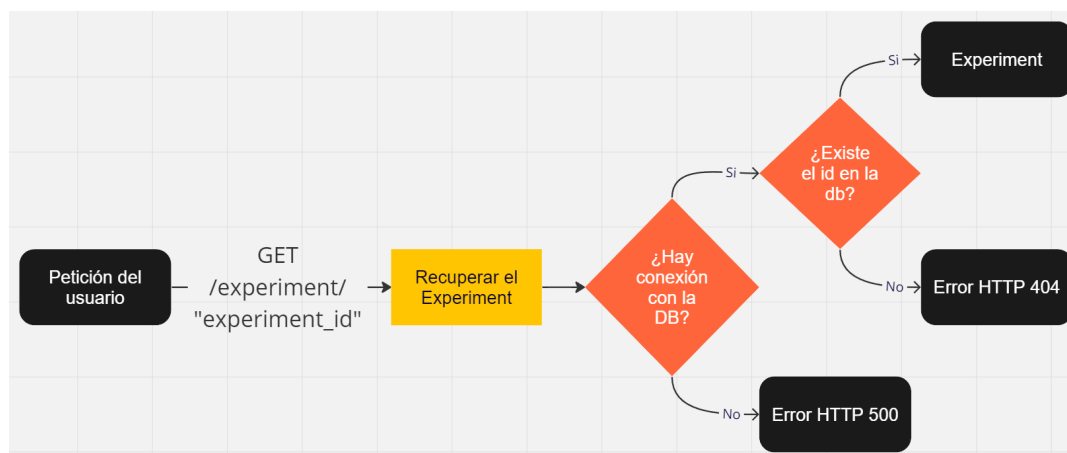 Petición del
usuario
GET
/experiment/
"experiment_id"
Recuperar el
Experiment
¿Hay
conexión
con la
DB?
Si
¿Existe
el id en la
db?
Si
Experiment
No
Error HTTP 404
No
Error HTTP 500